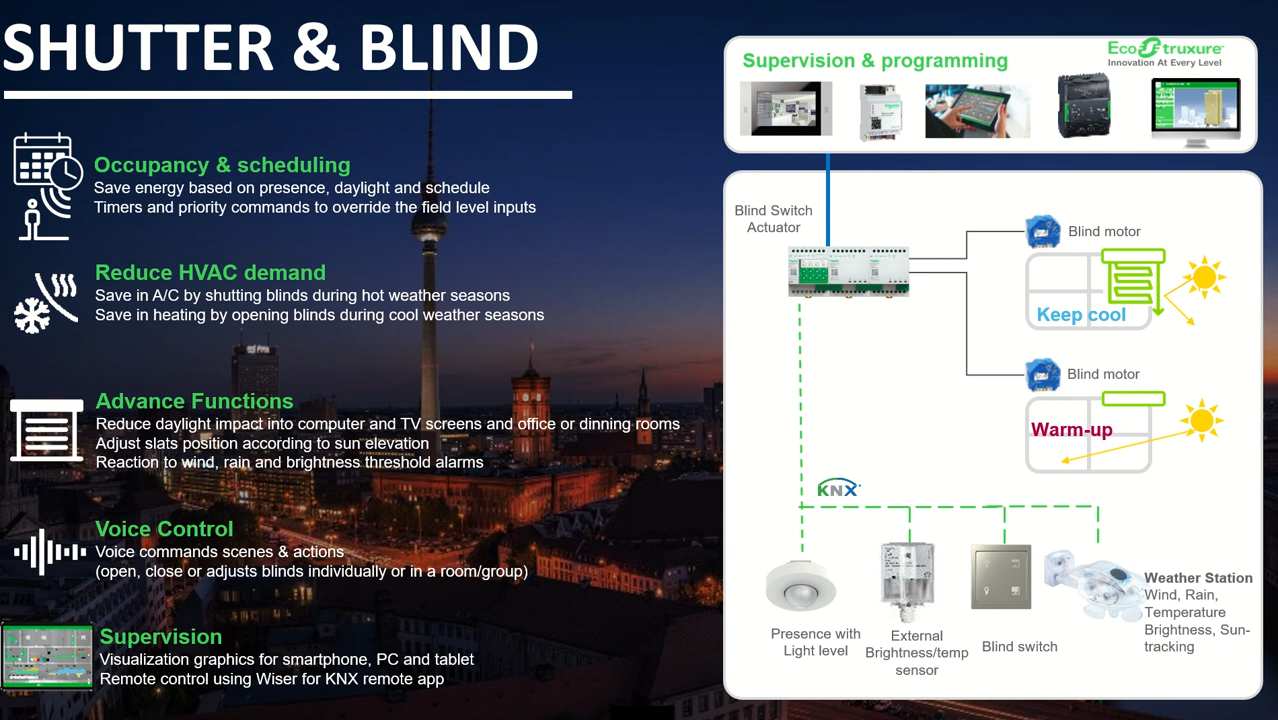 SHUTTER & BLIND
Occupancy & scheduling
Save energy based on presence, daylight and schedule
Timers and priority commands to override the field level inputs
Reduce HVAC demand
Save in A/C by shutting blinds during hot weather seasons
Save in heating by opening blinds during cool weather seasons
Advance Functions
Reduce daylight impact into computer and TV screens and office or dinning rooms
Adjust slats position according to sun elevation
Reaction to wind, rain and brightness threshold alarms
Voice Control
Voice commands scenes & actions
(open, close or adjusts blinds individually or in a room/group)
Supervision
Visualization graphics for smartphone, PC and tablet
Remote control using Wiser for KNX remote app
Supervision & programming
EcoStruxure
Innovation At Every Level
Blind Switch
Actuator
Blind motor
Keep cool
Blind motor
Warm-up
KNX
Presence with
Light level
External
Brightness/temp
sensor
Blind switch
Weather Station
Wind, Rain,
Temperature
Brightness, Sun-
tracking